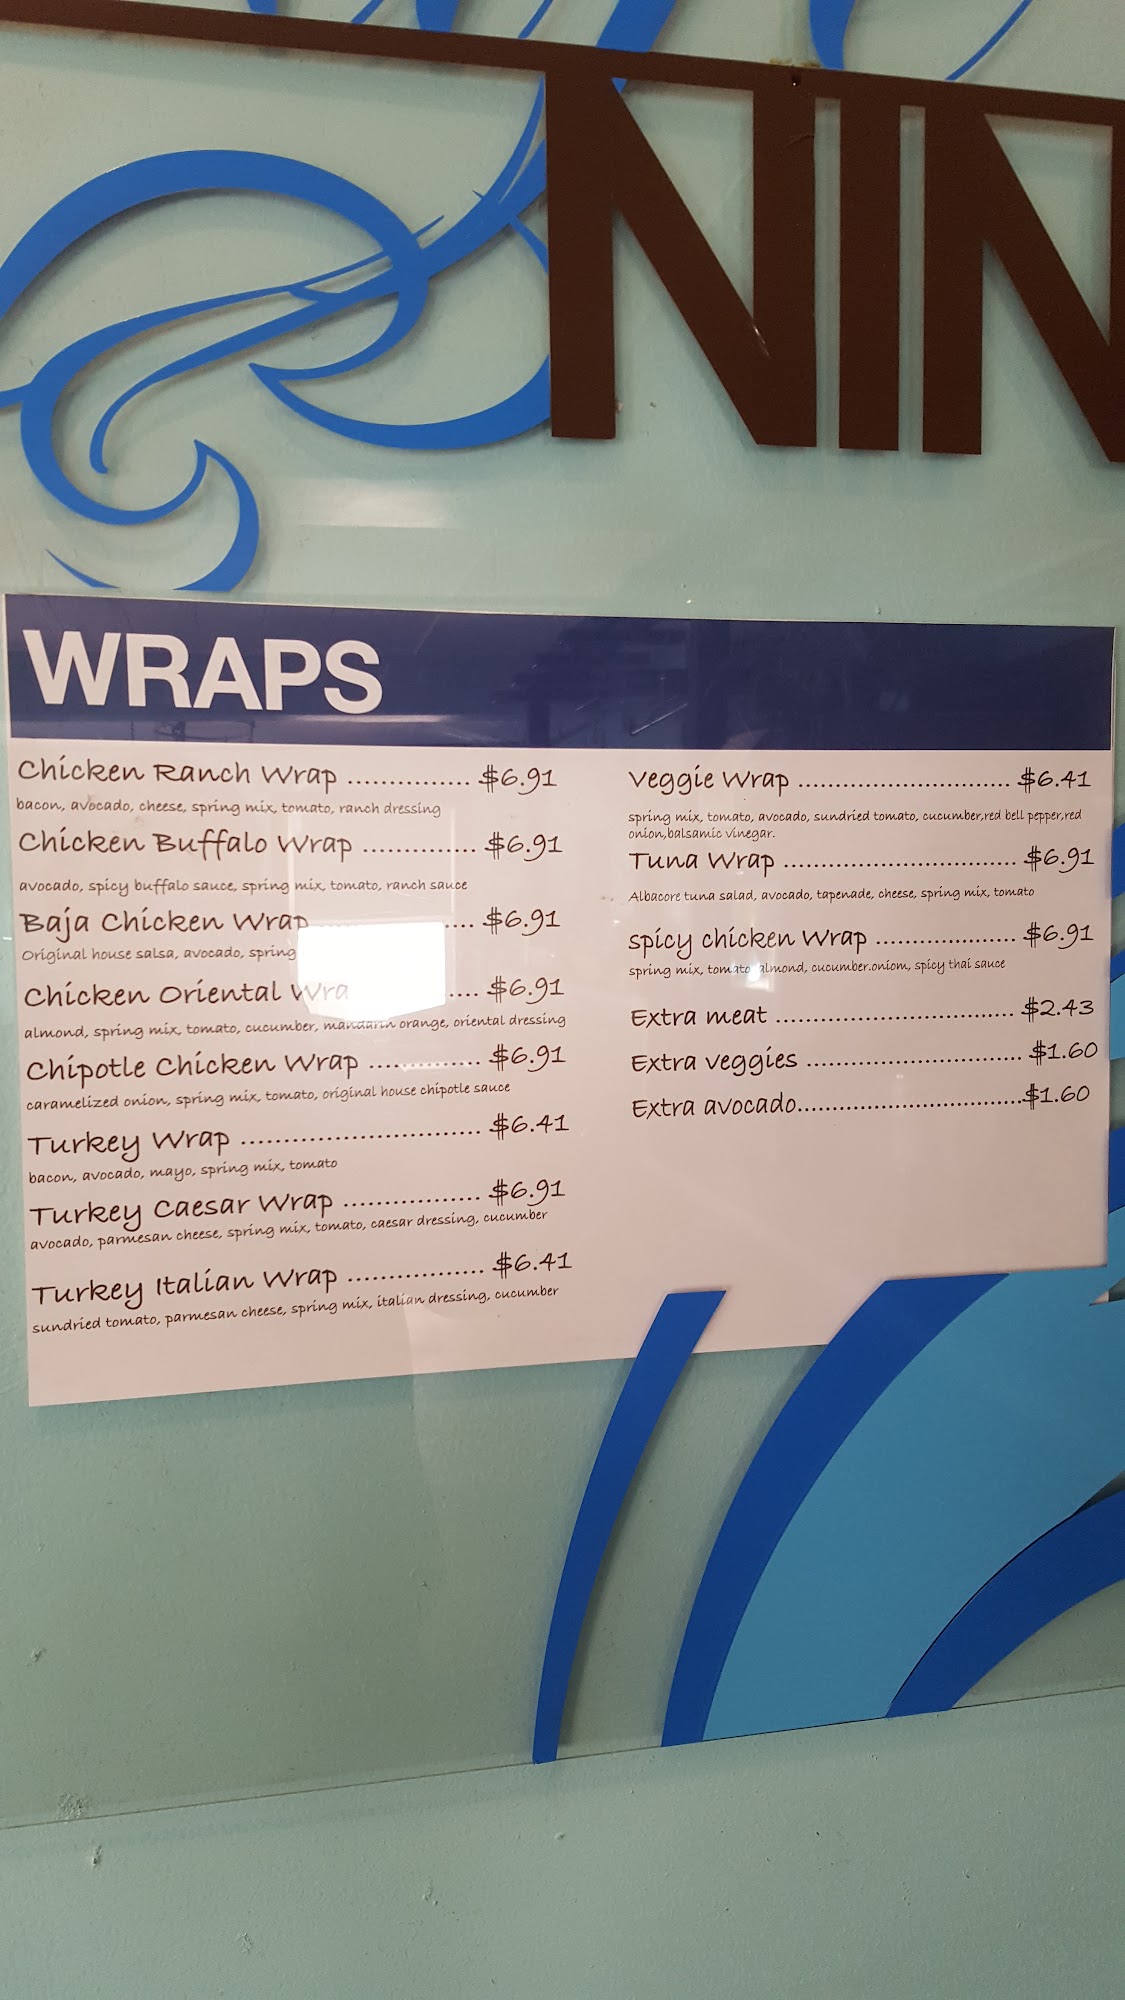 NIN
WRAPS
Chicken Ranch Wrap ............... $6.91
bacon, avocado, cheese, spring mix, tomato, ranch dressing
Chicken Buffalo Wrap .............. $6.91
avocado, spicy buffalo sauce, spring mix, tomato, ranch sauce
Baja Chicken Wrap .... $6.91
Original house salsa, avocado, spring
Chicken Oriental Wra .... $6.91
almond, spring mix, tomato, cucumber, mandarin orange, oriental dressing
Chipotle Chicken Wrap .............. $6.91
caramelized onion, spring mix, tomato, original house chipotle sauce
Turkey Wrap .............................. $6.41
bacon, avocado, mayo, spring mix, tomato
Turkey Caesar Wrap ................. $6.91
avocado, parmesan cheese, spring mix, tomato, caesar dressing, cucumber
Turkey Italian Wrap ................. $6.41
sundried tomato, parmesan cheese, spring mix, italian dressing, cucumber
Veggie Wrap .............................. $6.41
spring mix, tomato, avocado, sundried tomato, cucumber,red bell pepper,red
onion,balsamic vinegar.
Tuna Wrap ................................. $6.91
Albacore tuna salad, avocado, tapenade, cheese, spring mix, tomato
spicy chicken Wrap .................... $6.91
spring mix, tomato, almond, cucumber.oniom, spicy thai sauce
Extra meat .................................. $2.43
Extra veggies .............................. $1.60
Extra avocado................................$1.60